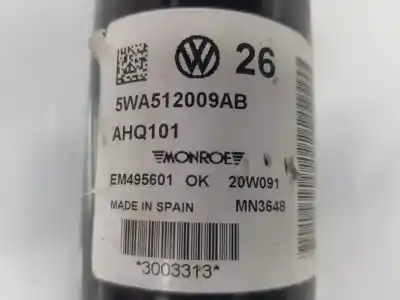 26
5WA512009AB
AHQ101
MONROE
EM495601 OK 20W091
MADE IN SPAIN MN3648
*3003313*